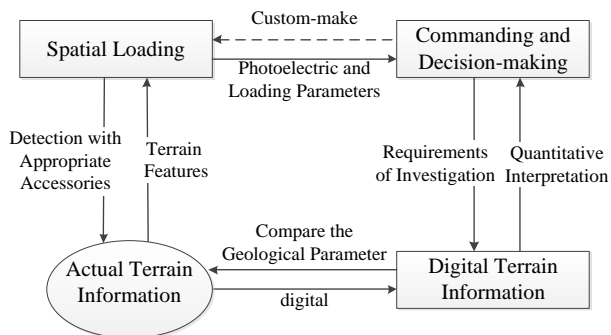 Custom-make
Spatial Loading
Commanding and
Decision-making
Photoelectric and
Loading Parameters
Detection with
Appropriate
Accessories
Terrain
Features
Requirements
of Investigation
Quantitative
Interpretation
Compare the
Geological Parameter
Actual Terrain
Information
Digital Terrain
Information
digital